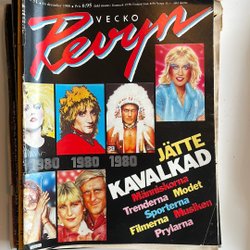 VECKO
Revyn
1980 1980 1980
JÄTTE
KAVALKAD
Människorna
Trenderna Modet
Sporterna
Filmerna Musiken
Prylarna